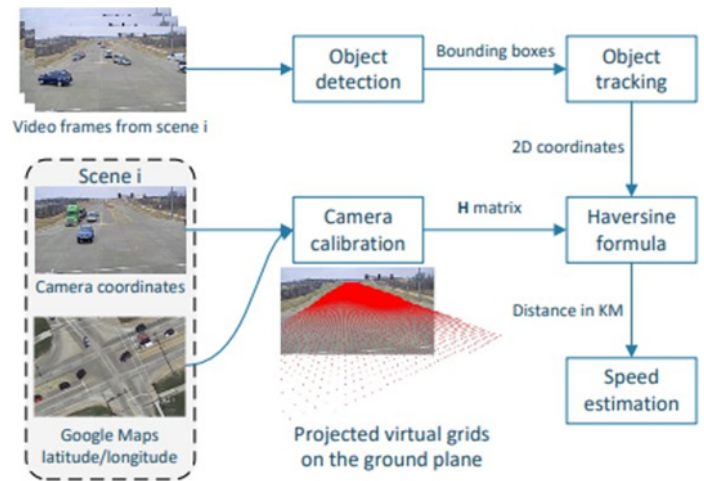 Object
detection
Bounding boxes
Object
tracking
Video frames from scene i
2D coordinates
Scene i
Camera coordinates
Camera
calibration
H matrix
Haversine
formula
Distance in KM
Speed
estimation
Google Maps
latitude/longitude
Projected virtual grids
on the ground plane